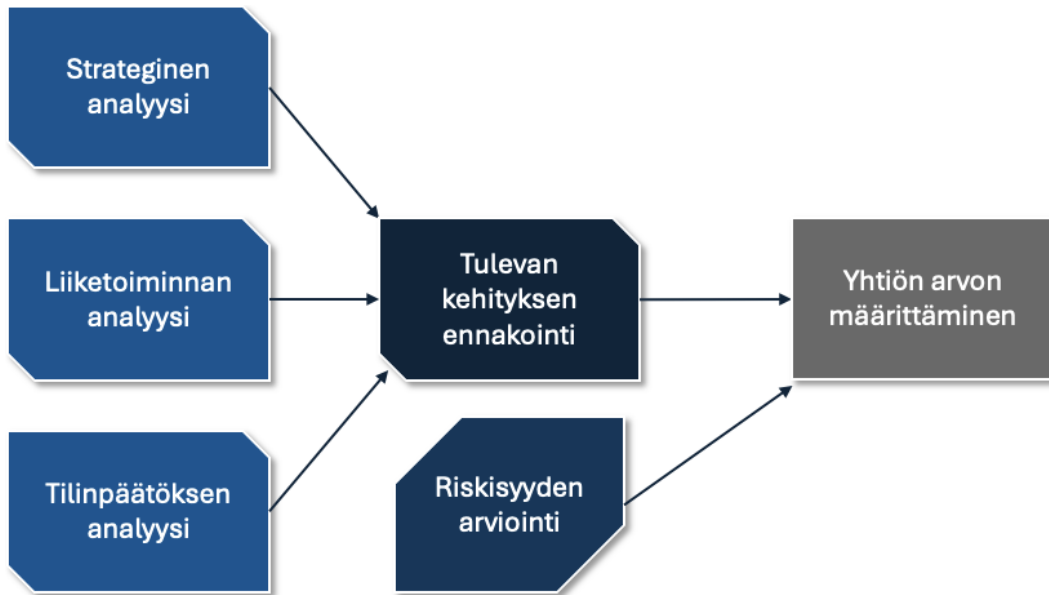 Strateginen
analyysi
Liiketoiminnan
analyysi
Tilinpäätöksen
analyysi
Tulevan
kehityksen
ennakointi
Riskisyyden
arviointi
Yhtiön arvon
määrittäminen